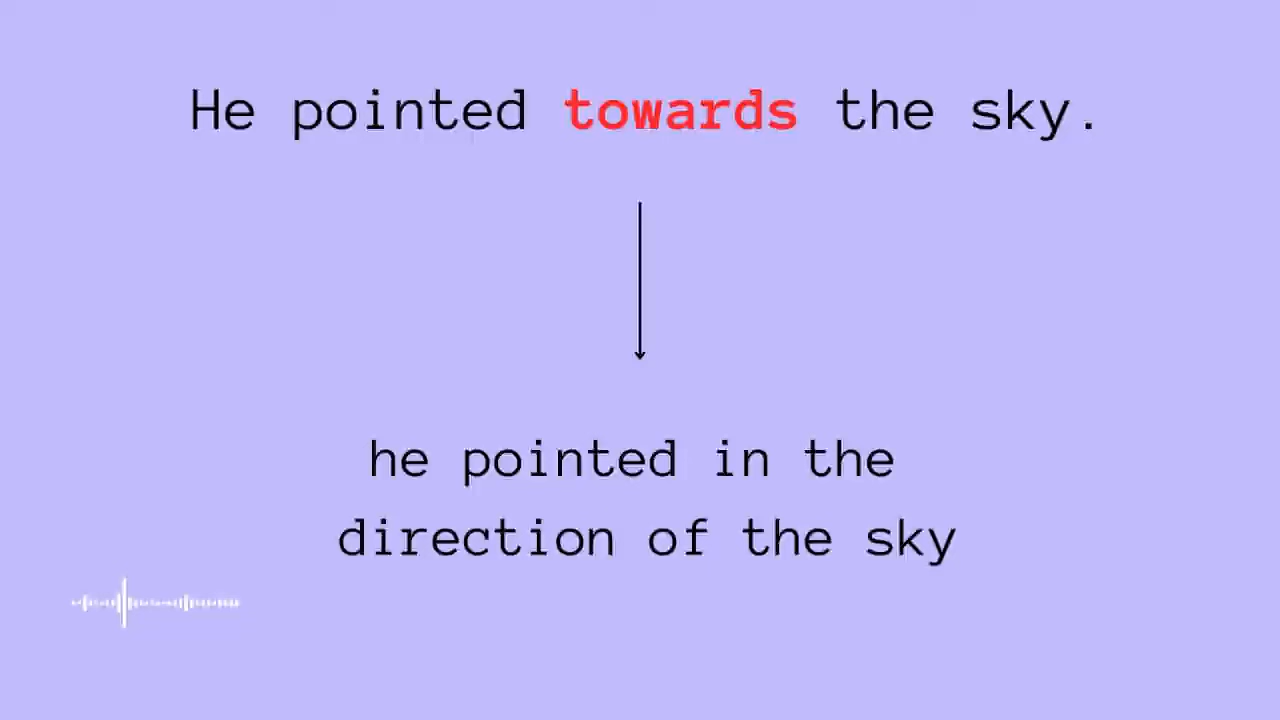 He pointed towards the sky.
he pointed in the
direction of the sky